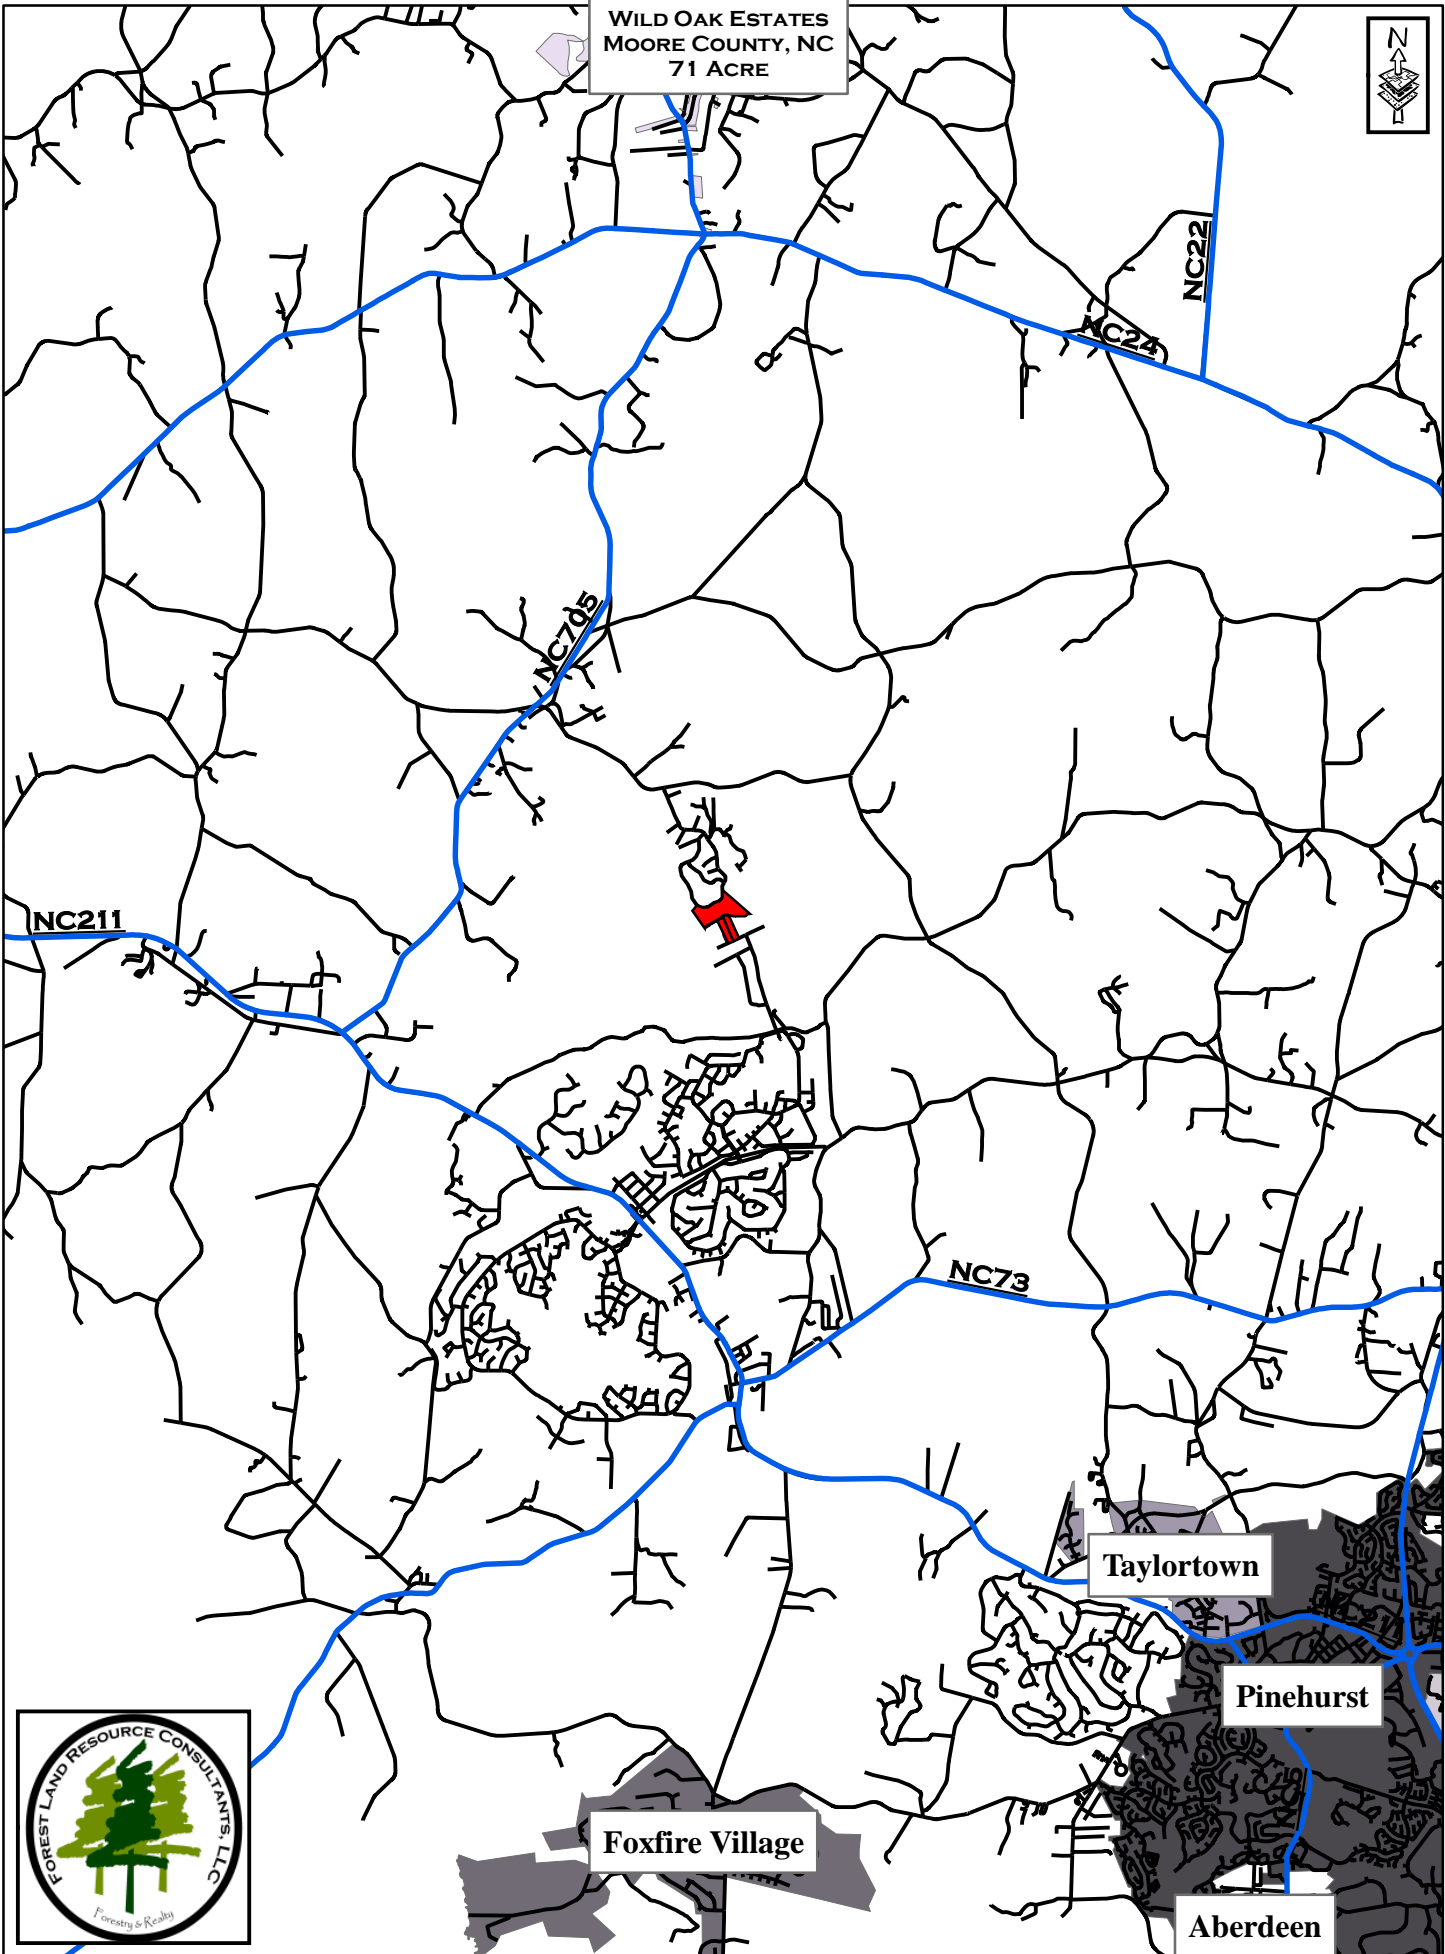 WILD OAK ESTATES
MOORE COUNTY, NC
71 ACRE
N
NC22
NC24
NC705
NC211
NC73
Taylortown
NC211
Pinehurst
Foxfire Village
Aberdeen
FOREST LAND RESOURCE CONSULTANTS, LLC
Forestry & Realty